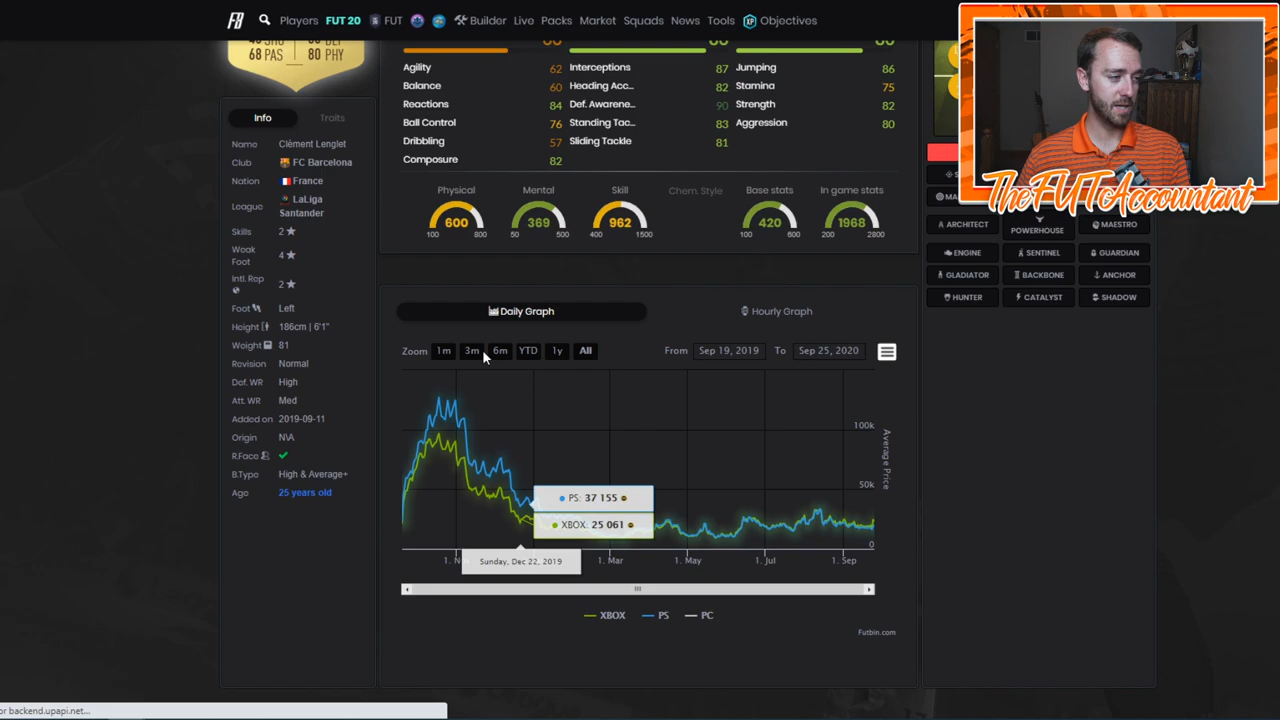 FB Players FUT 20 FUT Builder Live Packs Market Squads News Tools XP Objectives
68 PAS 80 PHY
Agility 62 Interceptions 87 Jumping 86
Balance 60 Heading Acc... 82 Stamina 75
Reactions 84 Def. Awarene... 90 Strength 82
Ball Control 76 Standing Tac... 83 Aggression 80
Dribbling 57 Sliding Tackle 81
Composure 82
Physical Mental Skill Chem. Style Base stats In game stats
600 369 962 420 1968
100 800 50 500 400 1500 100 600 200 2800
Info Traits
Name Clément Lenglet
Club FC Barcelona
Nation France
League LaLiga
Santander
Skills 2
Weak
Foot 4
Intl. Rep 2
Foot Left
Height 186cm | 6'1"
Weight 81
Revision Normal
Def. WR High
Att. WR Med
Added on 2019-09-11
Origin N\A
R.Face
B.Type High & Average+
Age 25 years old
TheFUTAccountant
ARCHITECT POWERHOUSE MAESTRO
ENGINE SENTINEL GUARDIAN
GLADIATOR BACKBONE ANCHOR
HUNTER CATALYST SHADOW
Daily Graph Hourly Graph
Zoom 1m 3m 6m YTD 1y All From Sep 19, 2019 To Sep 25, 2020
100k
50k
0
Average Price
PS: 37 155
XBOX: 25 061
1. Mar 1. May 1. Jul 1. Sep
Sunday, Dec 22, 2019
XBOX PS PC
Futbin.com
or backend.upapi.net...